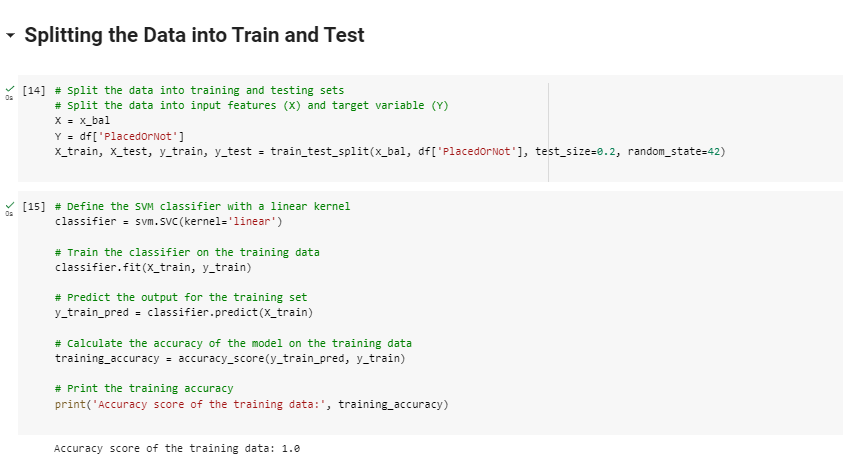 Splitting the Data into Train and Test
[14] # Split the data into training and testing sets
0s
# Split the data into input features (X) and target variable (Y)
X = x_bal
Y = df['PlacedOrNot']
X_train, X_test, y_train, y_test = train_test_split(x_bal, df['PlacedOrNot'], test_size=0.2, random_state=42)
[15] # Define the SVM classifier with a linear kernel
0s
classifier = svm.SVC(kernel='linear')
# Train the classifier on the training data
classifier.fit(X_train, y_train)
# Predict the output for the training set
y_train_pred = classifier.predict(X_train)
# Calculate the accuracy of the model on the training data
training_accuracy = accuracy_score(y_train_pred, y_train)
# Print the training accuracy
print('Accuracy score of the training data:', training_accuracy)
Accuracy score of the training data: 1.0